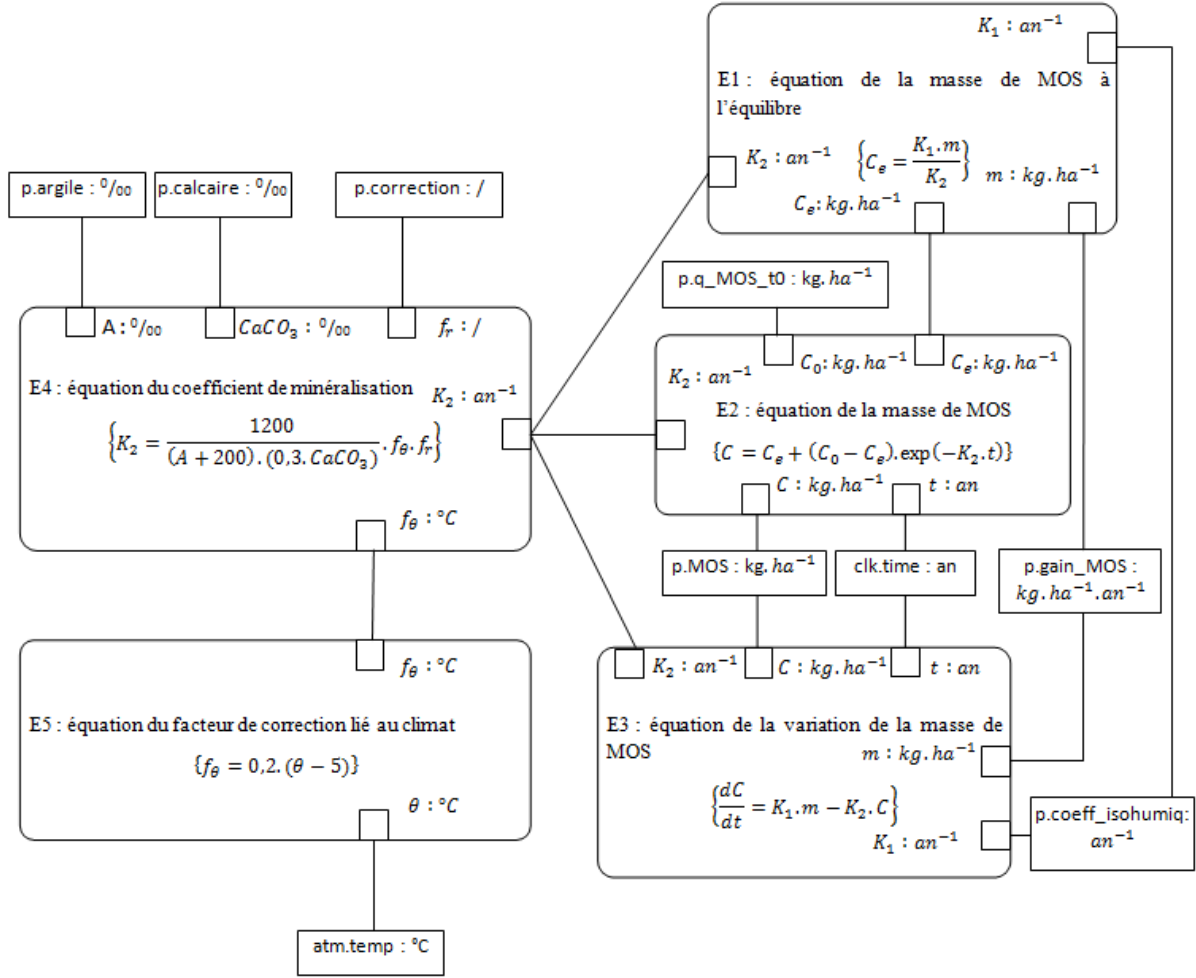 K₁ : an⁻¹
E1 : équation de la masse de MOS à
l'équilibre
K₂ : an⁻¹ {Cₑ = K₁.m / K₂} m : kg.ha⁻¹
Cₑ: kg.ha⁻¹
p.argile : ⁰/₀₀
p.calcaire : ⁰/₀₀
p.correction : /
p.q_MOS_t0 : kg.ha⁻¹
A : ⁰/₀₀
CaCO₃ : ⁰/₀₀
fᵣ : /
E4 : équation du coefficient de minéralisation
K₂ : an⁻¹
{K₂ = 1200 / (A + 200).(0,3.CaCO₃) . f_θ. fᵣ}
f_θ : °C
C₀: kg.ha⁻¹
Cₑ: kg.ha⁻¹
K₂ : an⁻¹
E2 : équation de la masse de MOS
{C = Cₑ + (C₀ − Cₑ).exp(−K₂.t)}
C : kg.ha⁻¹
t : an
p.MOS : kg.ha⁻¹
clk.time : an
p.gain_MOS :
kg.ha⁻¹.an⁻¹
f_θ : °C
E5 : équation du facteur de correction lié au climat
{f_θ = 0,2.(θ − 5)}
θ : °C
atm.temp : °C
K₂ : an⁻¹
C : kg.ha⁻¹
t : an
E3 : équation de la variation de la masse de
MOS
m : kg.ha⁻¹
{dC/dt = K₁.m − K₂.C}
K₁ : an⁻¹
p.coeff_isohumiq:
an⁻¹